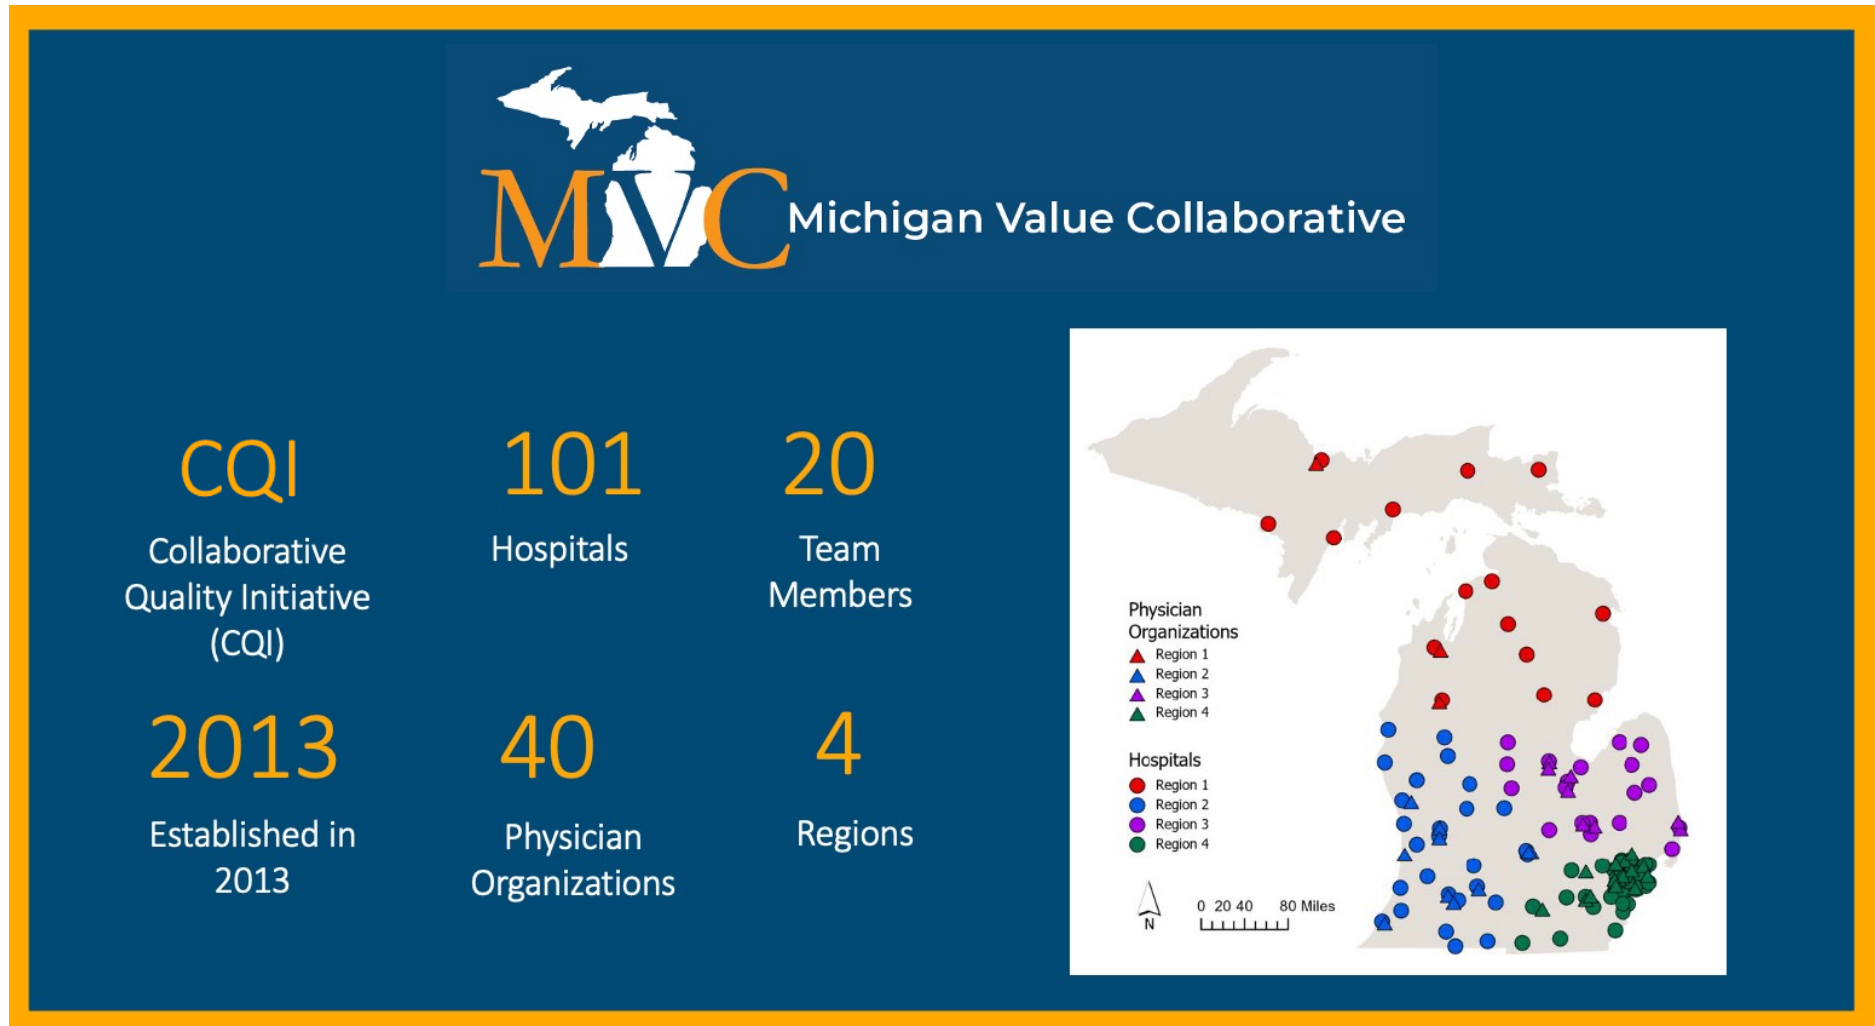 MVC Michigan Value Collaborative
CQI
Collaborative
Quality Initiative
(CQI)
101
Hospitals
20
Team
Members
2013
Established in
2013
40
Physician
Organizations
4
Regions
Physician
Organizations
Region 1
Region 2
Region 3
Region 4
Hospitals
Region 1
Region 2
Region 3
Region 4
N
0 20 40 80 Miles